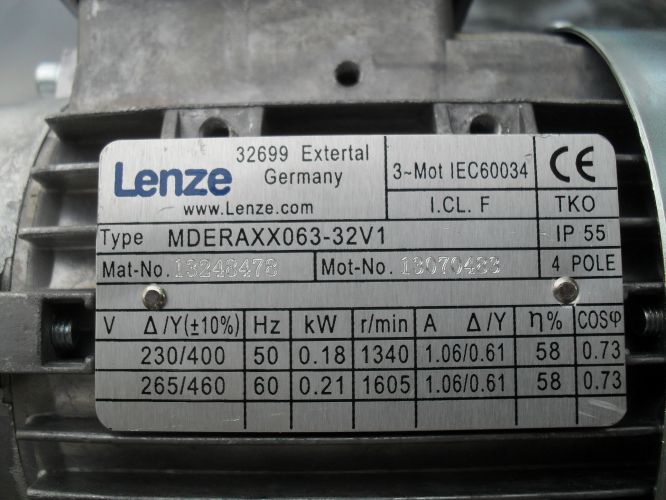 Lenze
32699 Extertal
Germany
www.Lenze.com
3~Mot IEC60034
CE
I.CL. F
TKO
Type MDERAXX063-32V1
IP 55
Mat-No. 13248478
Mot-No. 13070483
4 POLE
V Δ/Y(±10%) Hz kW r/min A Δ/Y η% COSφ
230/400 50 0.18 1340 1.06/0.61 58 0.73
265/460 60 0.21 1605 1.06/0.61 58 0.73